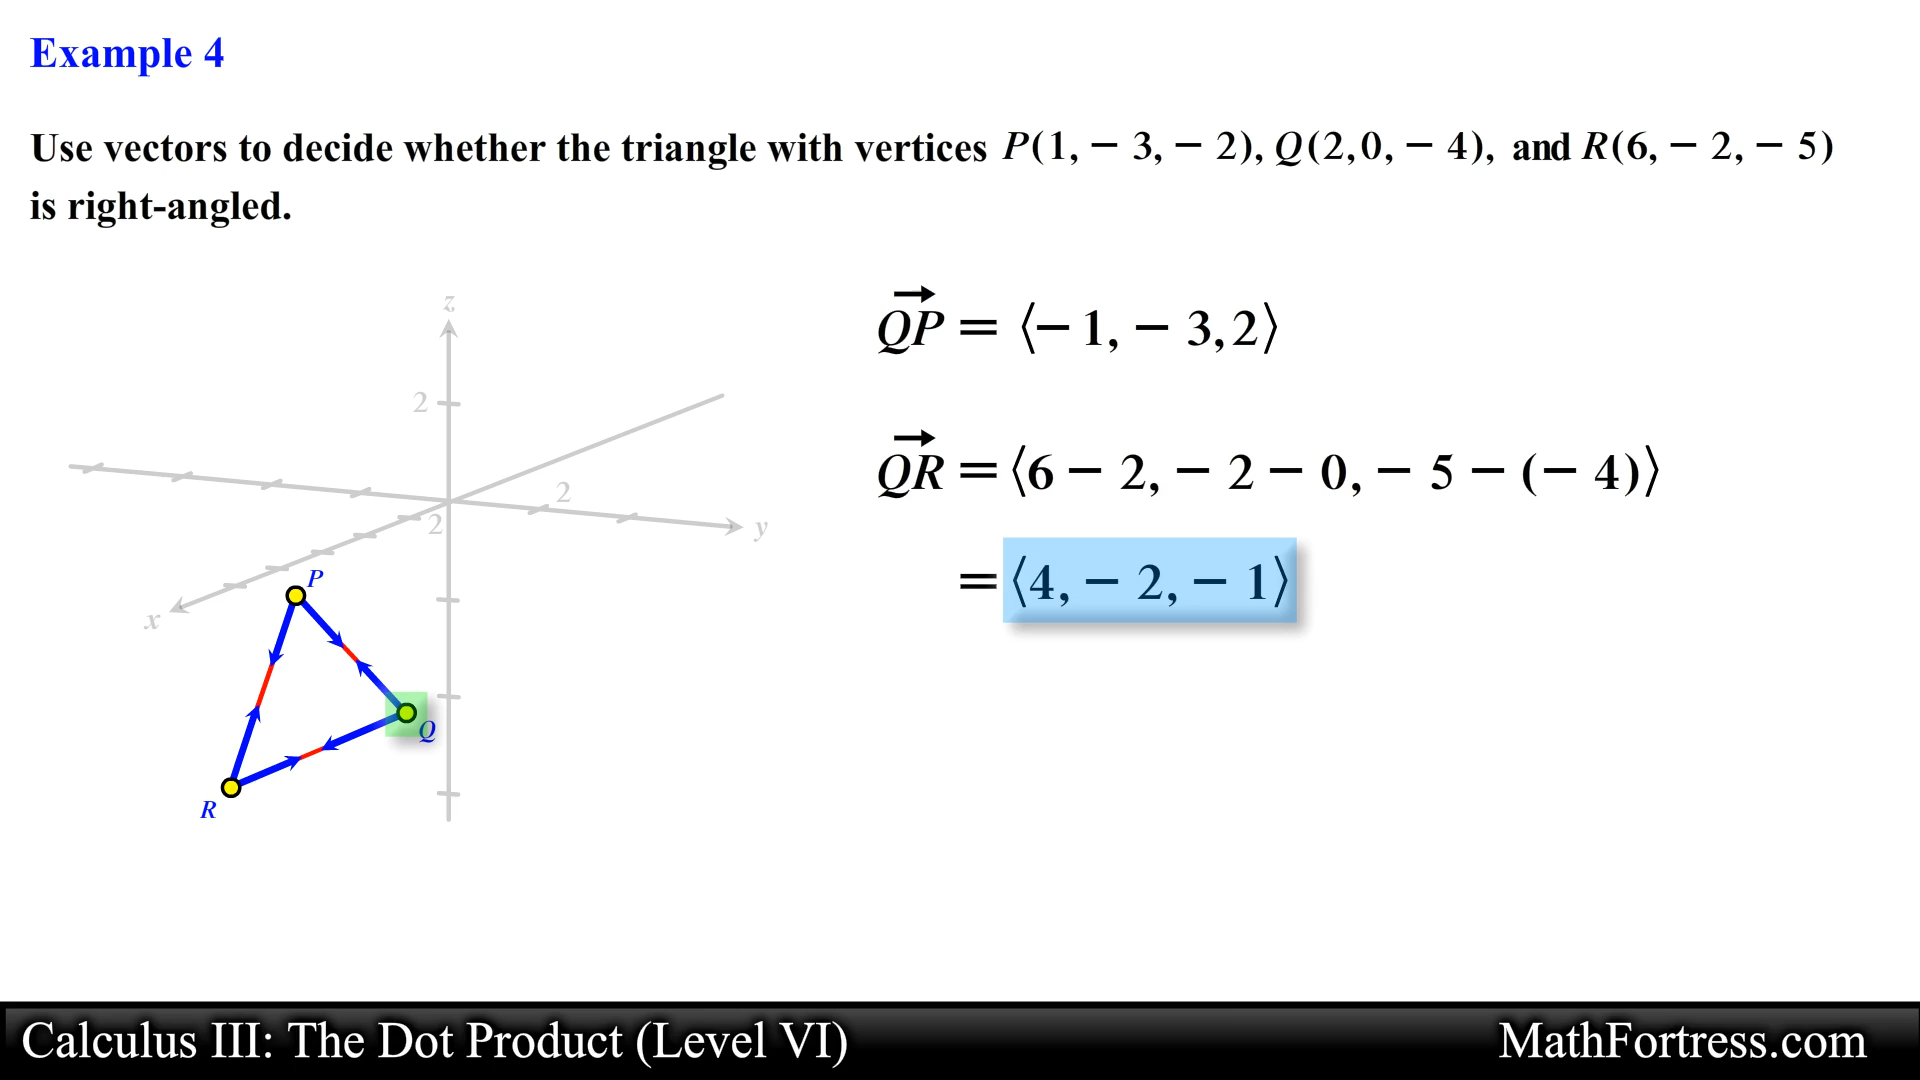 Example 4
Use vectors to decide whether the triangle with vertices P(1, − 3, − 2), Q(2,0, − 4), and R(6, − 2, − 5)
is right-angled.
QP = ⟨− 1, − 3,2⟩
QR = ⟨6 − 2, − 2 − 0, − 5 − (− 4)⟩
= ⟨4, − 2, − 1⟩
z
2
2
2
y
x
P
Q
R
Calculus III: The Dot Product (Level VI)
MathFortress.com